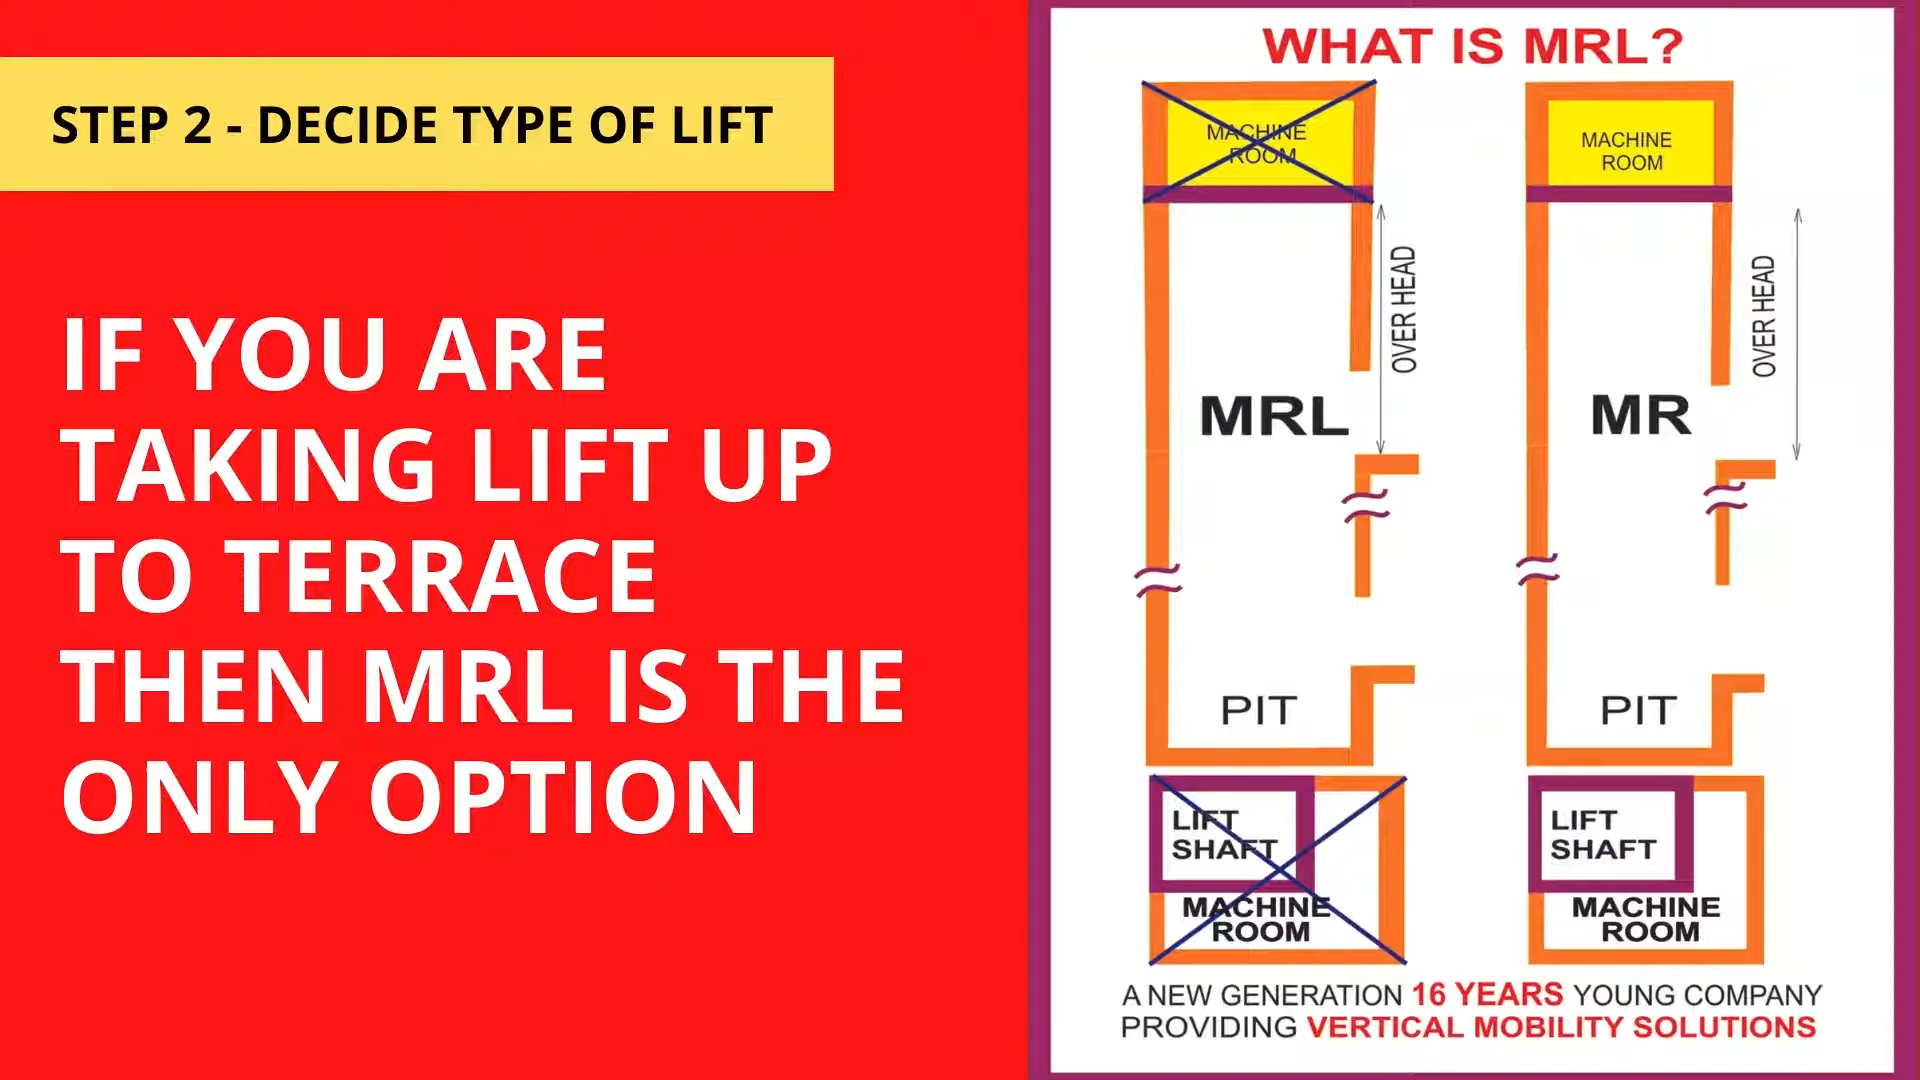 STEP 2 - DECIDE TYPE OF LIFT
IF YOU ARE
TAKING LIFT UP
TO TERRACE
THEN MRL IS THE
ONLY OPTION
WHAT IS MRL?
MACHINE
ROOM
OVER HEAD
MRL
PIT
LIFT
SHAFT
MACHINE
ROOM
MACHINE
ROOM
OVER HEAD
MR
PIT
LIFT
SHAFT
MACHINE
ROOM
A NEW GENERATION 16 YEARS YOUNG COMPANY
PROVIDING VERTICAL MOBILITY SOLUTIONS